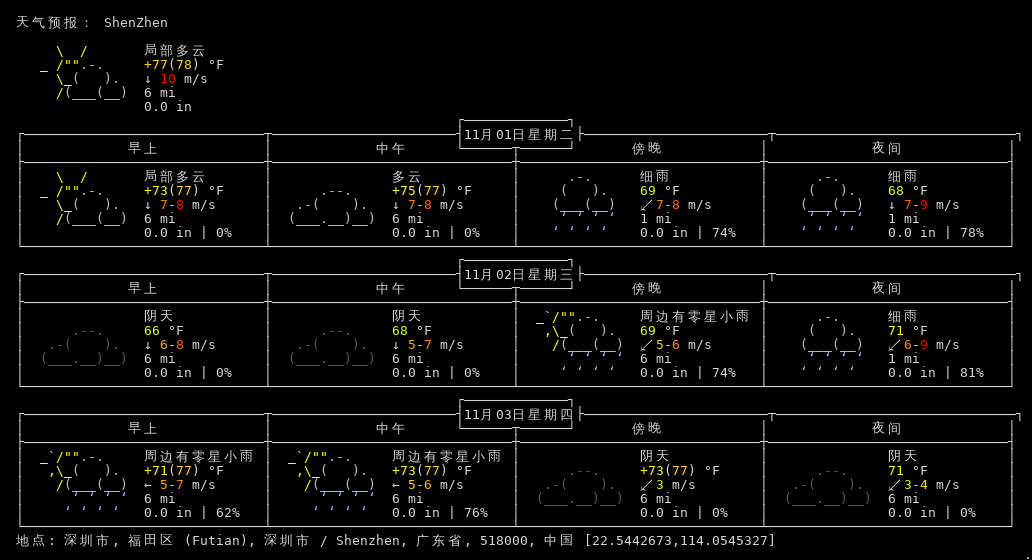 天气预报： ShenZhen
局部多云
+77(78) °F
↓ 10 m/s
6 mi
0.0 in
11月01日星期二
早上 中午 傍晚 夜间
局部多云 多云 细雨 细雨
+73(77) °F +75(77) °F 69 °F 68 °F
↓ 7-8 m/s ↓ 7-8 m/s ↙ 7-8 m/s ↓ 7-9 m/s
6 mi 6 mi 1 mi 1 mi
0.0 in | 0% 0.0 in | 0% 0.0 in | 74% 0.0 in | 78%
11月02日星期三
早上 中午 傍晚 夜间
阴天 阴天 周边有零星小雨 细雨
66 °F 68 °F 69 °F 71 °F
↓ 6-8 m/s ↓ 5-7 m/s ↙ 5-6 m/s ↙ 6-9 m/s
6 mi 6 mi 6 mi 1 mi
0.0 in | 0% 0.0 in | 0% 0.0 in | 74% 0.0 in | 81%
11月03日星期四
早上 中午 傍晚 夜间
周边有零星小雨 周边有零星小雨 阴天 阴天
+71(77) °F +73(77) °F +73(77) °F 71 °F
← 5-7 m/s ← 5-6 m/s ↙ 3 m/s ↙ 3-4 m/s
6 mi 6 mi 6 mi 6 mi
0.0 in | 62% 0.0 in | 76% 0.0 in | 0% 0.0 in | 0%
地点: 深圳市, 福田区 (Futian), 深圳市 / Shenzhen, 广东省, 518000, 中国 [22.5442673,114.0545327]